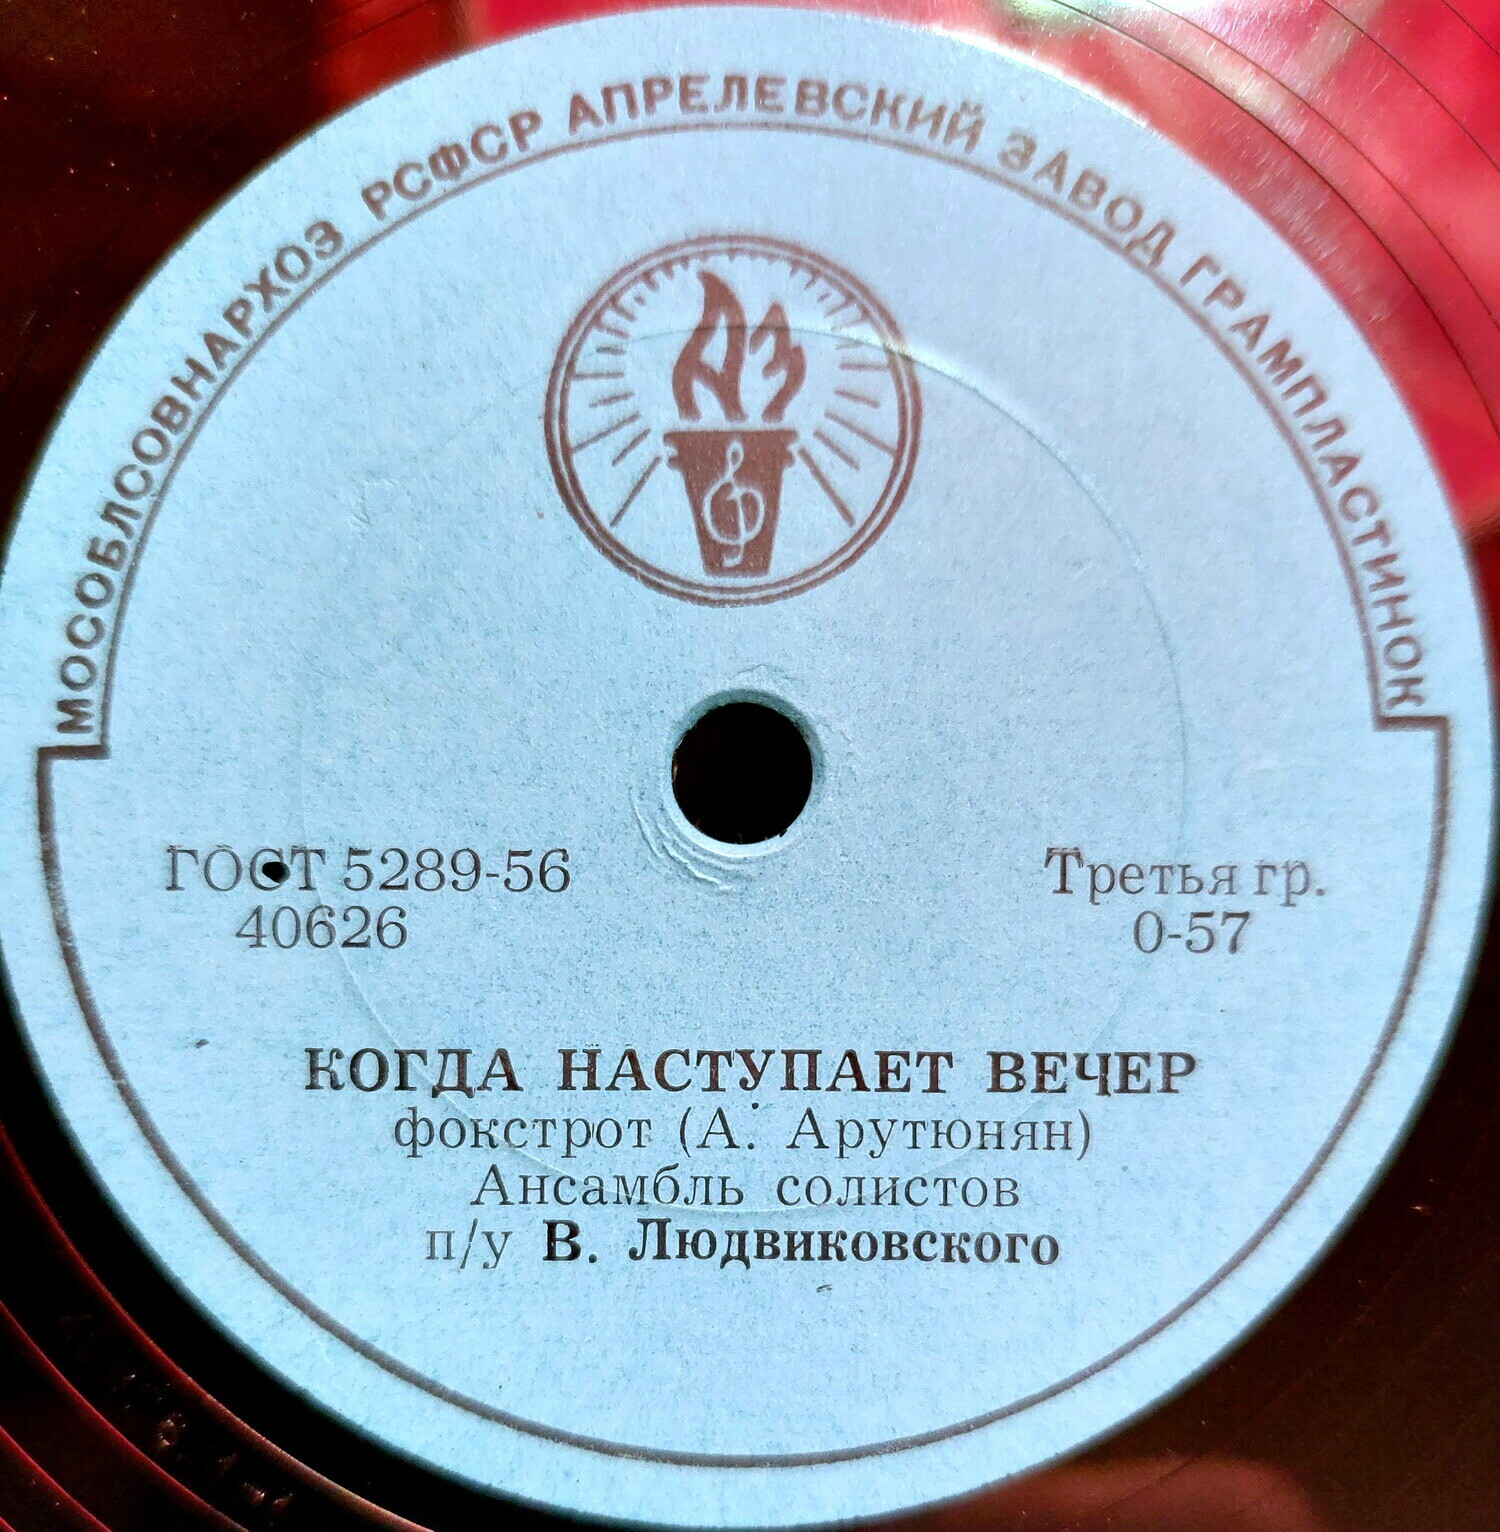 МОСОБЛСОВНАРХОЗ РСФСР АПРЕЛЕВСКИЙ ЗАВОД ГРАМПЛАСТИНОК
АЗ
ГОСТ 5289-56
40626
Третья гр.
0-57
КОГДА НАСТУПАЕТ ВЕЧЕР
фокстрот (А. Арутюнян)
Ансамбль солистов
п/у В. Людвиковского